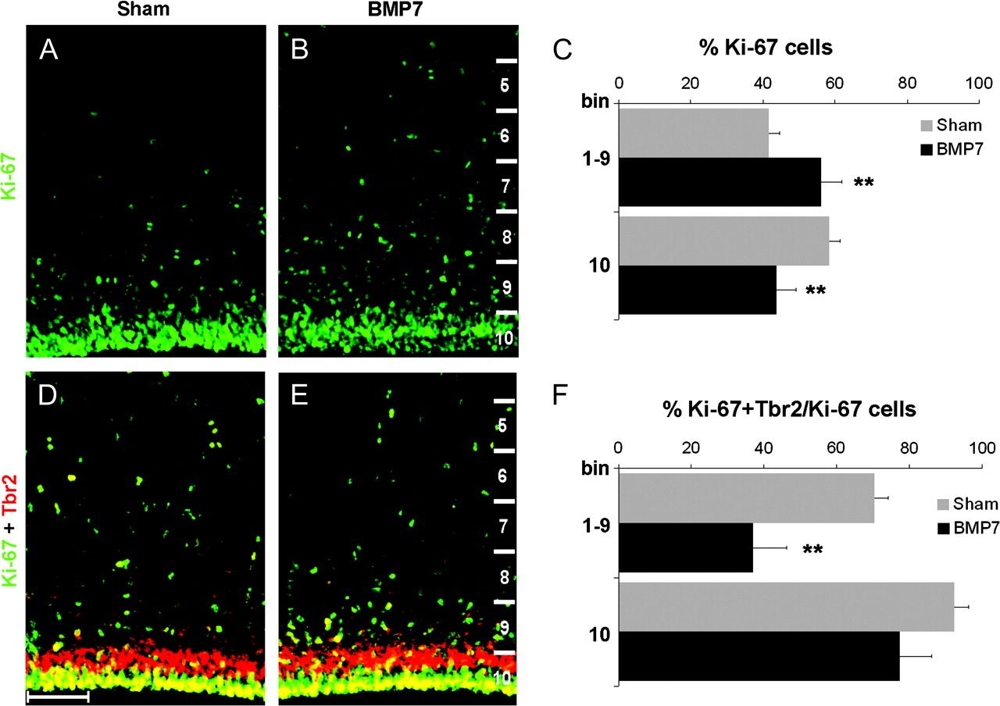 Sham
BMP7
Ki-67
A
B
5
6
7
8
9
10
C
% Ki-67 cells
0 20 40 60 80 100
bin
1-9
10
Sham
BMP7
**
**
Ki-67 + Tbr2
D
E
5
6
7
8
9
10
F
% Ki-67+Tbr2/Ki-67 cells
0 20 40 60 80 100
bin
1-9
10
Sham
BMP7
**